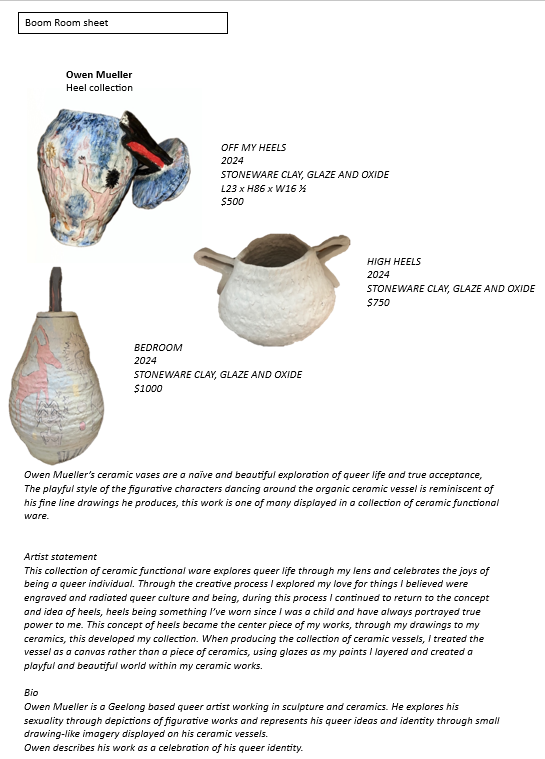 Boom Room sheet
Owen Mueller
Heel collection
OFF MY HEELS
2024
STONEWARE CLAY, GLAZE AND OXIDE
L23 x H86 x W16 ½
$500
HIGH HEELS
2024
STONEWARE CLAY, GLAZE AND OXIDE
$750
BEDROOM
2024
STONEWARE CLAY, GLAZE AND OXIDE
$1000
Owen Mueller's ceramic vases are a naïve and beautiful exploration of queer life and true acceptance,
The playful style of the figurative characters dancing around the organic ceramic vessel is reminiscent of
his fine line drawings he produces, this work is one of many displayed in a collection of ceramic functional
ware.
Artist statement
This collection of ceramic functional ware explores queer life through my lens and celebrates the joys of
being a queer individual. Through the creative process I explored my love for things I believed were
engraved and radiated queer culture and being, during this process I continued to return to the concept
and idea of heels, heels being something I've worn since I was a child and have always portrayed true
power to me. This concept of heels became the center piece of my works, through my drawings to my
ceramics, this developed my collection. When producing the collection of ceramic vessels, I treated the
vessel as a canvas rather than a piece of ceramics, using glazes as my paints I layered and created a
playful and beautiful world within my ceramic works.
Bio
Owen Mueller is a Geelong based queer artist working in sculpture and ceramics. He explores his
sexuality through depictions of figurative works and represents his queer ideas and identity through small
drawing-like imagery displayed on his ceramic vessels.
Owen describes his work as a celebration of his queer identity.